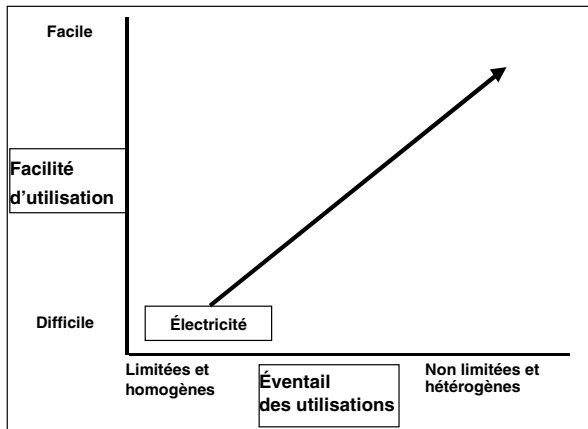 Facile
Facilité
d'utilisation
Difficile
Électricité
Limitées et
homogènes
Éventail
des utilisations
Non limitées et
hétérogènes